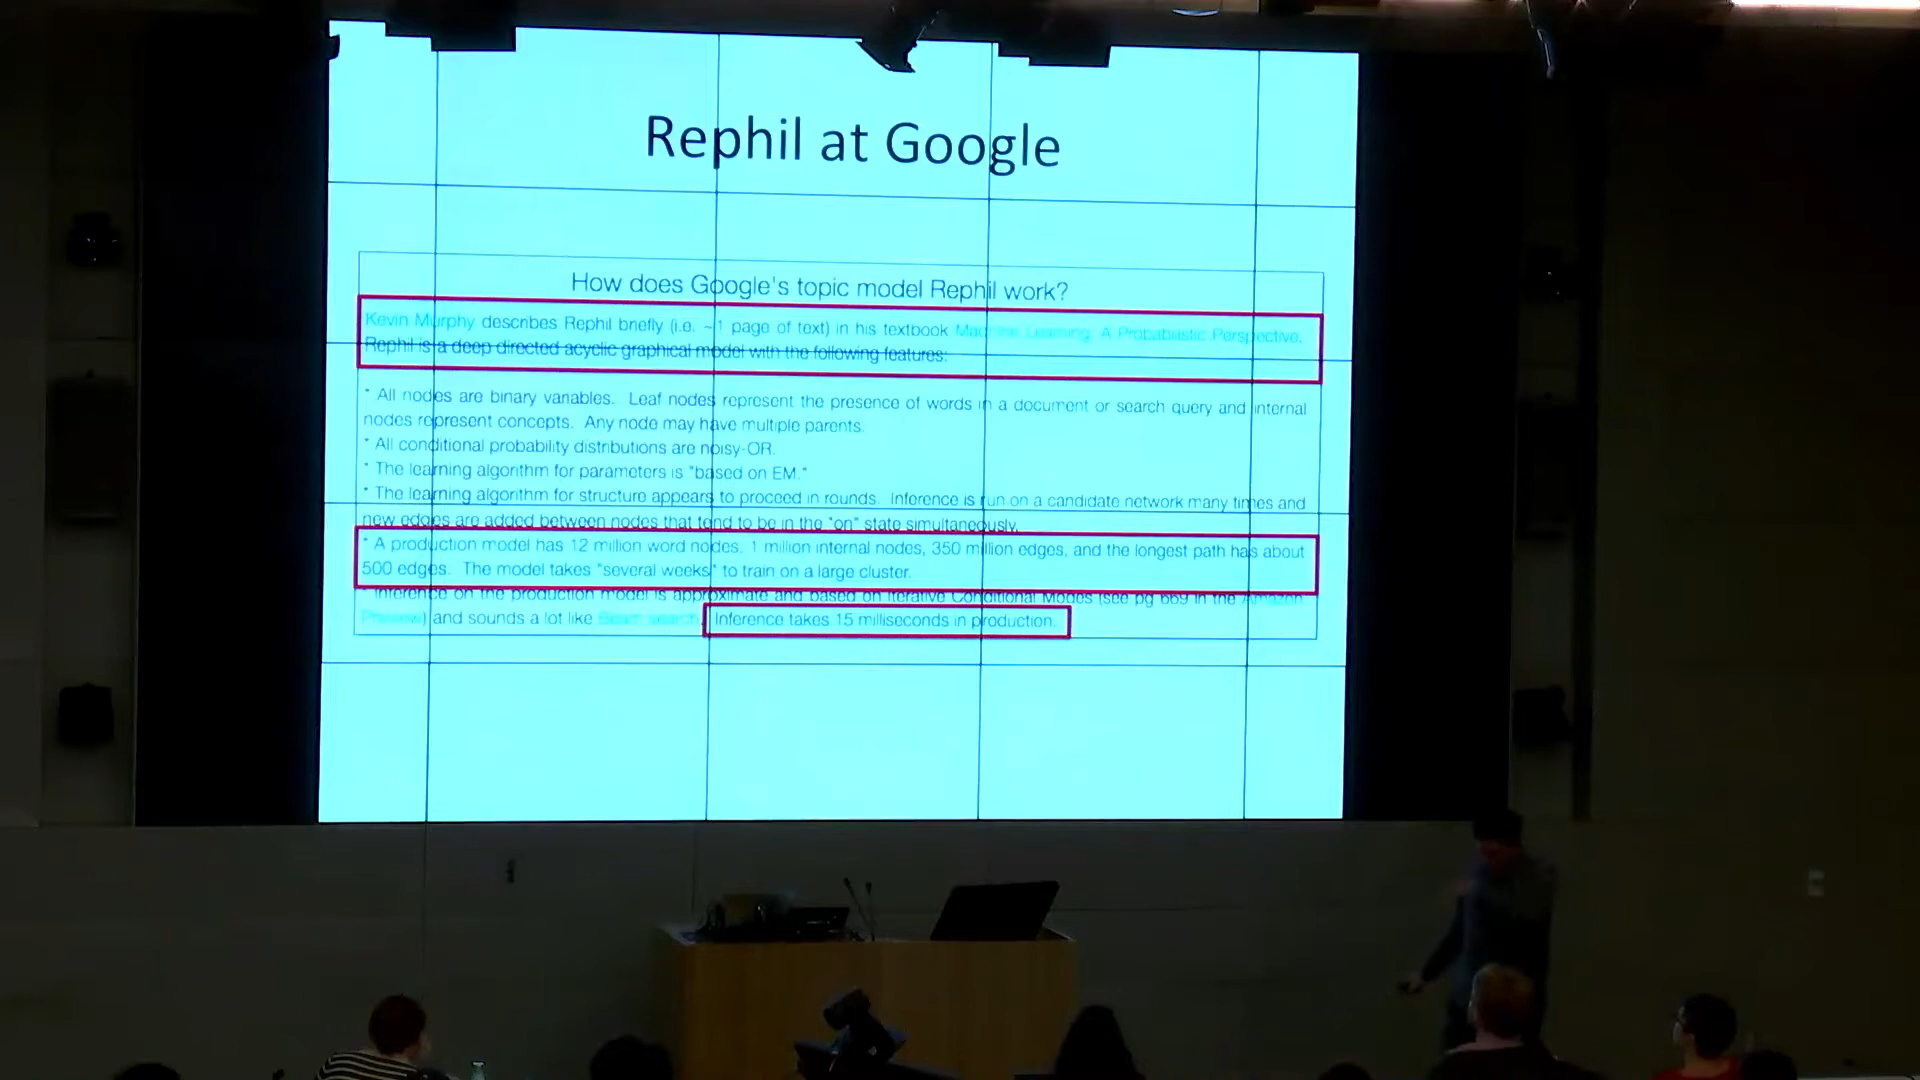 Rephil at Google
How does Google's topic model Rephil work?
Kevin Murphy describes Rephil briefly (i.e. ~1 page of text) in his textbook Machine Learning: A Probabilistic Perspective.
Rephil is a deep directed acyclic graphical model with the following features:
* All nodes are binary variables. Leaf nodes represent the presence of words in a document or search query and internal
nodes represent concepts. Any node may have multiple parents.
* All conditional probability distributions are noisy-OR.
* The learning algorithm for parameters is "based on EM."
* The learning algorithm for structure appears to proceed in rounds. Inference is run on a candidate network many times and
new edges are added between nodes that tend to be in the "on" state simultaneously.
* A production model has 12 million word nodes, 1 million internal nodes, 350 million edges, and the longest path has about
500 edges. The model takes "several weeks" to train on a large cluster.
* Inference on the production model is approximate and based on Iterative Conditional Modes (see pg 669 in the Amazon
Preview) and sounds a lot like Beam search. Inference takes 15 milliseconds in production.